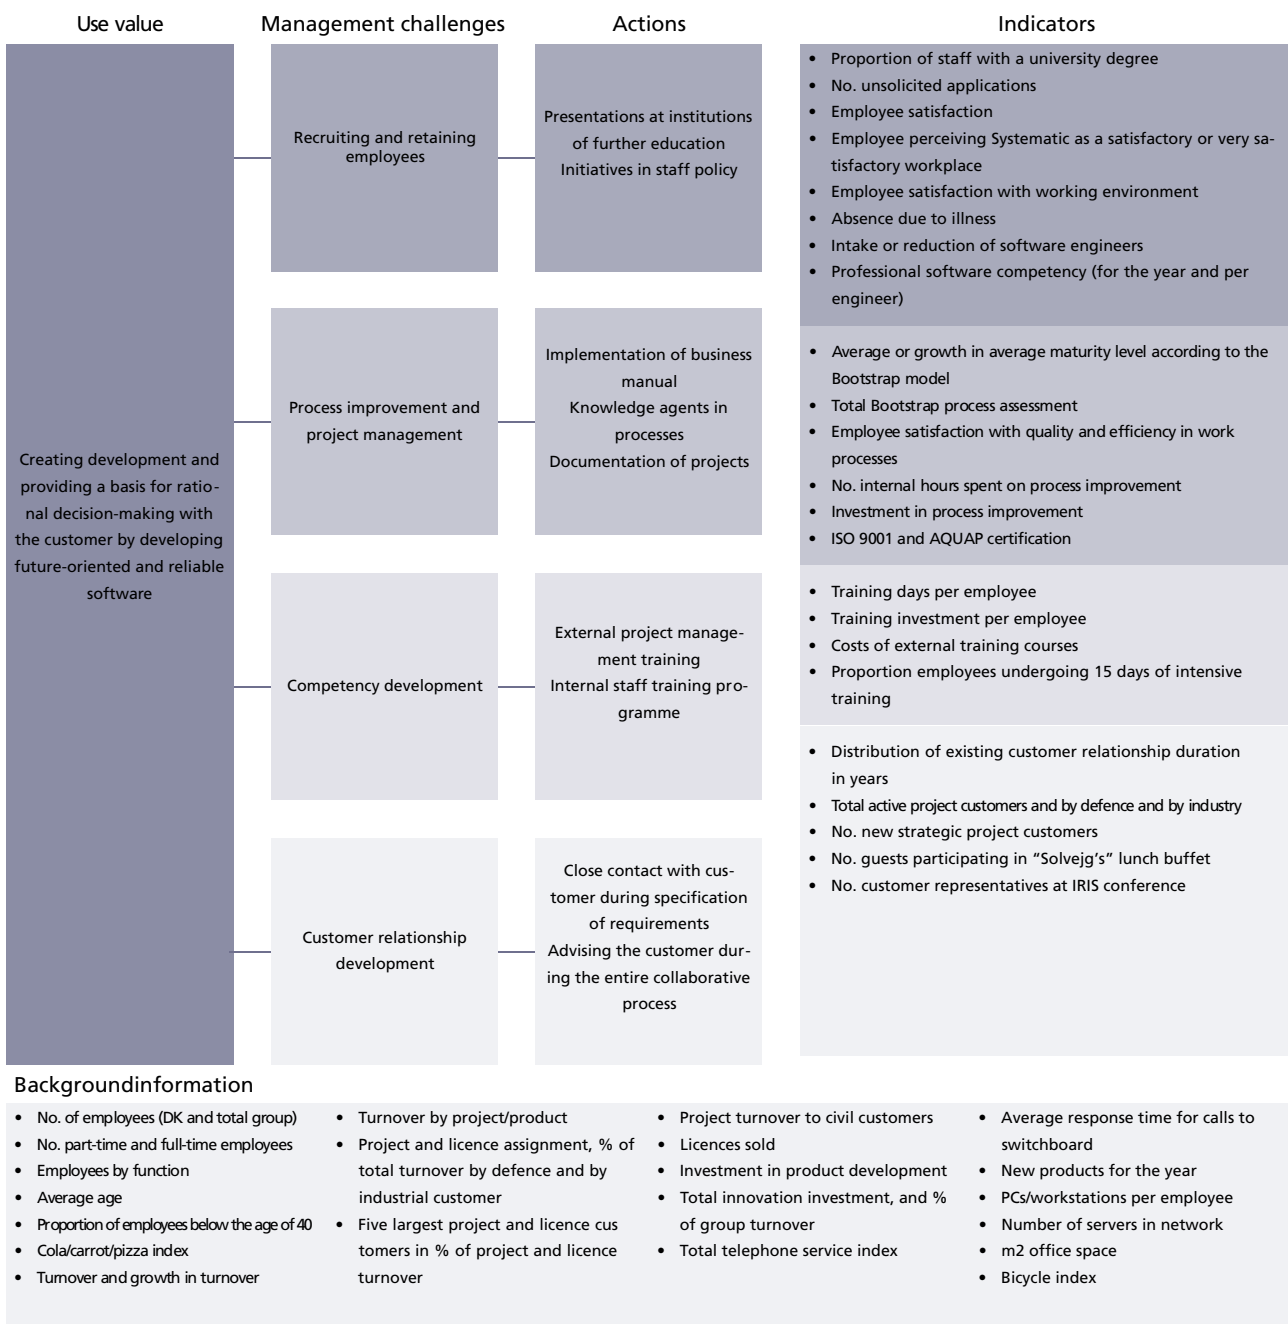 Use value
Management challenges
Actions
Indicators
Creating development and
providing a basis for ratio-
nal decision-making with
the customer by developing
future-oriented and reliable
software
Recruiting and retaining
employees
Presentations at institutions
of further education
Initiatives in staff policy
• Proportion of staff with a university degree
• No. unsolicited applications
• Employee satisfaction
• Employee perceiving Systematic as a satisfactory or very sa-
tisfactory workplace
• Employee satisfaction with working environment
• Absence due to illness
• Intake or reduction of software engineers
• Professional software competency (for the year and per
engineer)
Process improvement and
project management
Implementation of business
manual
Knowledge agents in
processes
Documentation of projects
• Average or growth in average maturity level according to the
Bootstrap model
• Total Bootstrap process assessment
• Employee satisfaction with quality and efficiency in work
processes
• No. internal hours spent on process improvement
• Investment in process improvement
• ISO 9001 and AQUAP certification
Competency development
External project manage-
ment training
Internal staff training pro-
gramme
• Training days per employee
• Training investment per employee
• Costs of external training courses
• Proportion employees undergoing 15 days of intensive
training
Customer relationship
development
Close contact with cus-
tomer during specification
of requirements
Advising the customer dur-
ing the entire collaborative
process
• Distribution of existing customer relationship duration
in years
• Total active project customers and by defence and by industry
• No. new strategic project customers
• No. guests participating in “Solvejg’s” lunch buffet
• No. customer representatives at IRIS conference
Backgroundinformation
• No. of employees (DK and total group)
• No. part-time and full-time employees
• Employees by function
• Average age
• Proportion of employees below the age of 40
• Cola/carrot/pizza index
• Turnover and growth in turnover
• Turnover by project/product
• Project and licence assignment, % of
total turnover by defence and by
industrial customer
• Five largest project and licence cus
tomers in % of project and licence
turnover
• Project turnover to civil customers
• Licences sold
• Investment in product development
• Total innovation investment, and %
of group turnover
• Total telephone service index
• Average response time for calls to
switchboard
• New products for the year
• PCs/workstations per employee
• Number of servers in network
• m2 office space
• Bicycle index